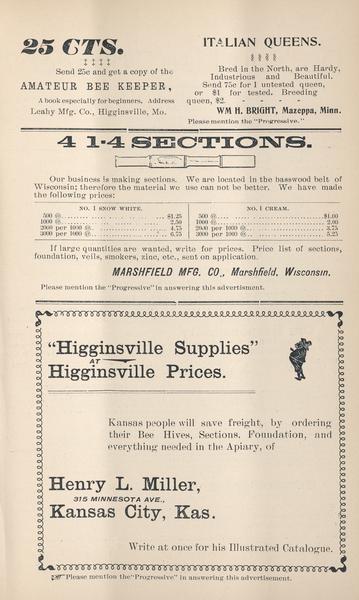 25 CTS.
Send 25c and get a copy of the
AMATEUR BEE KEEPER,
A book especially for beginners, Address
Leahy Mfg. Co., Higginsville, Mo.
ITALIAN QUEENS.
Bred in the North, are Hardy,
Industrious and Beautiful.
Send 75c for 1 untested queen,
or $1 for tested. Breeding
queen, $2. - - - -
WM H. BRIGHT, Mazeppa, Minn.
Please mention the "Progressive."
4 1-4 SECTIONS.
Our business is making sections. We are located in the basswood belt of
Wisconsin; therefore the material we use can not be better. We have made
the following prices:
NO. 1 SNOW WHITE.
500 @ $1.25
1000 @ 2.50
2000 per 1000 @ 4.75
3000 per 1000 @ 6.75
NO. 1 CREAM.
500 @ $1.00
1000 @ 2.00
2000 per 1000 @ 3.75
3000 per 1000 @ 5.25
If large quantities are wanted, write for prices. Price list of sections,
foundation, veils, smokers, zinc, etc., sent on application.
MARSHFIELD MFG. CO., Marshfield, Wisconsin.
Please mention the "Progressive" in answering this advertisment.
"Higginsville Supplies"
AT
Higginsville Prices.
Kansas people will save freight, by ordering
their Bee Hives, Sections, Foundation, and
everything needed in the Apiary, of
Henry L. Miller,
315 MINNESOTA AVE.,
Kansas City, Kas.
Write at once for his Illustrated Catalogue.
Please mention the "Progressive" in answering this advertisement.